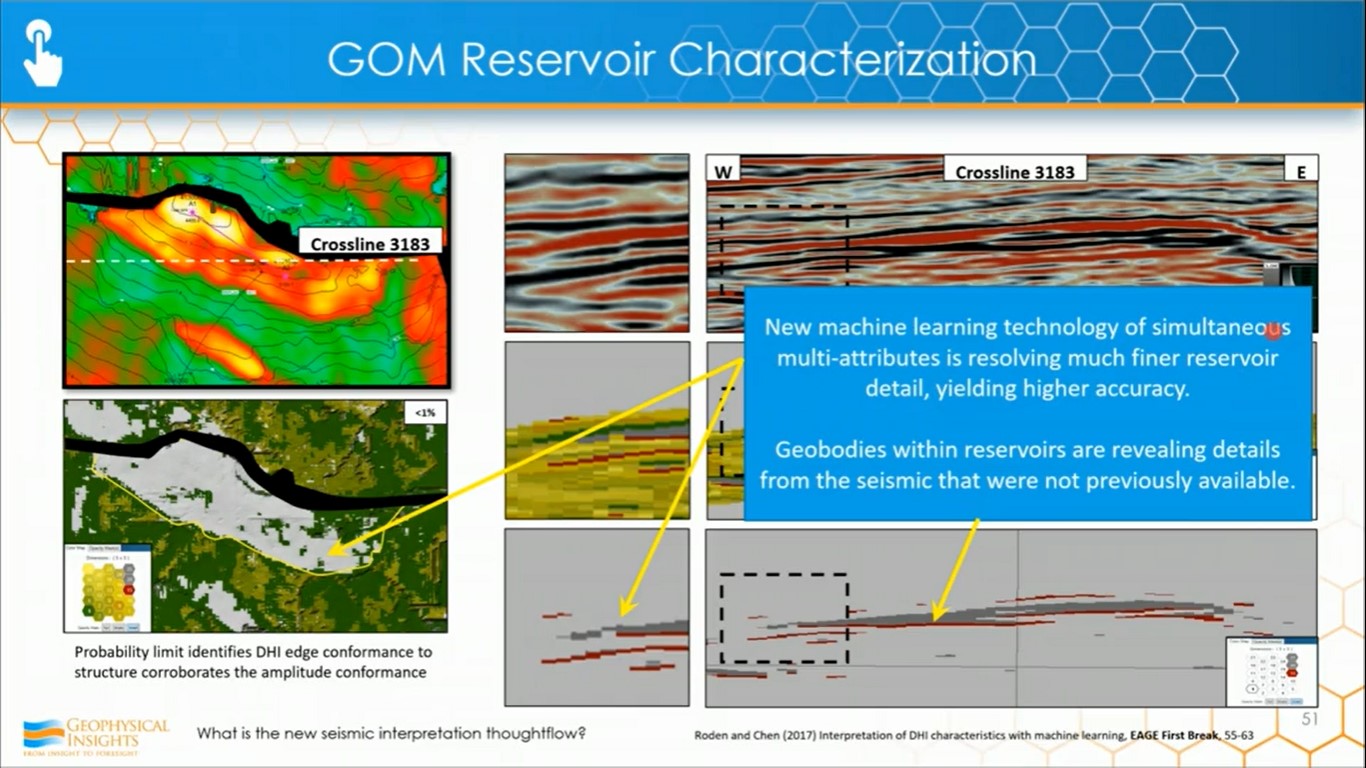 GOM Reservoir Characterization
Crossline 3183
<1%
Probability limit identifies DHI edge conformance to
structure corroborates the amplitude conformance
W
Crossline 3183
E
New machine learning technology of simultaneous
multi-attributes is resolving much finer reservoir
detail, yielding higher accuracy.
Geobodies within reservoirs are revealing details
from the seismic that were not previously available.
51
GEOPHYSICAL
INSIGHTS
FROM INSIGHT TO FORESIGHT
What is the new seismic interpretation thoughtflow?
Roden and Chen (2017) Interpretation of DHI characteristics with machine learning, EAGE First Break, 55-63